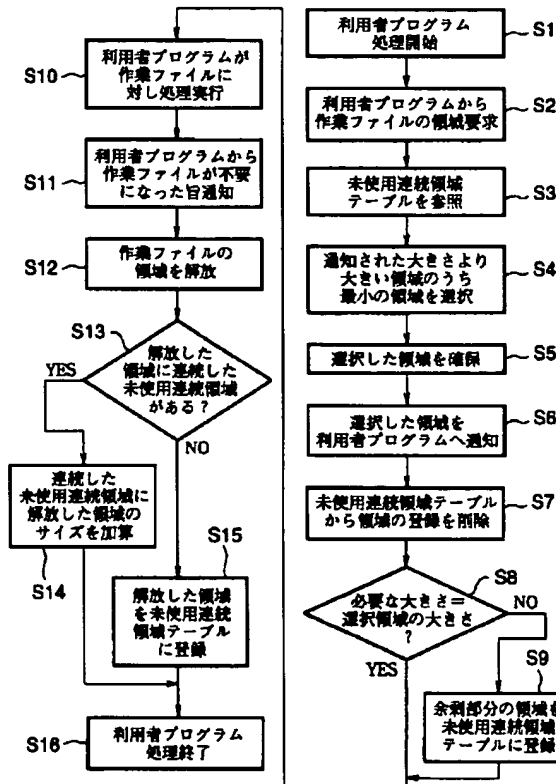 S1
利用者プログラム
処理開始
S2
利用者プログラムから
作業ファイルの領域要求
S3
未使用連続領域
テーブルを参照
S4
通知された大きさより
大きい領域のうち
最小の領域を選択
S5
選択した領域を確保
S6
選択した領域を
利用者プログラムへ通知
S7
未使用連続領域テーブル
から領域の登録を削除
S8
必要な大きさ=
選択領域の大きさ
?
NO
YES
S9
余剰部分の領域を
未使用連続領域
テーブルに登録
S10
利用者プログラムが
作業ファイルに
対し処理実行
S11
利用者プログラムから
作業ファイルが不要
になった旨通知
S12
作業ファイルの
領域を解放
S13
解放した
領域に連続した
未使用連続領域
がある?
YES
NO
連続した
未使用連続領域に
解放した領域の
サイズを加算
S14
S15
解放した領域
を未使用連続
領域テーブル
に登録
S16
利用者プログラム
処理終了